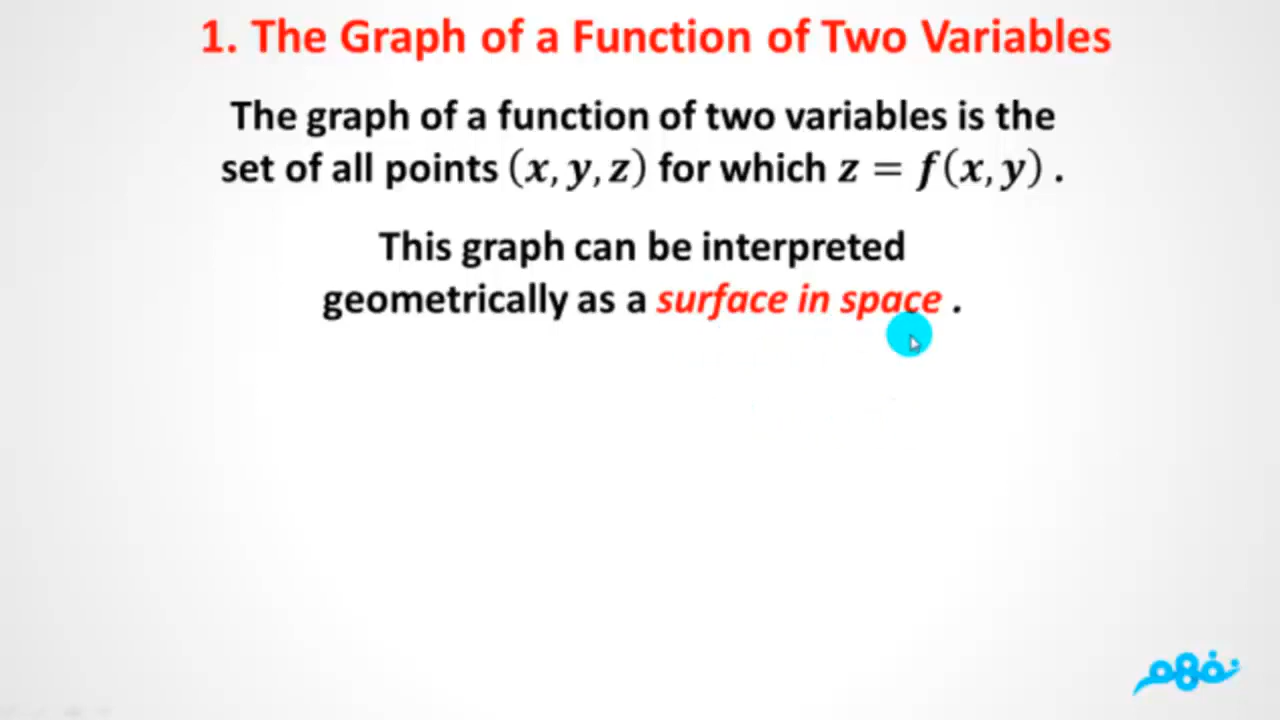 1. The Graph of a Function of Two Variables
The graph of a function of two variables is the
set of all points (x, y, z) for which z = f(x, y) .
This graph can be interpreted
geometrically as a surface in space .
نفهم